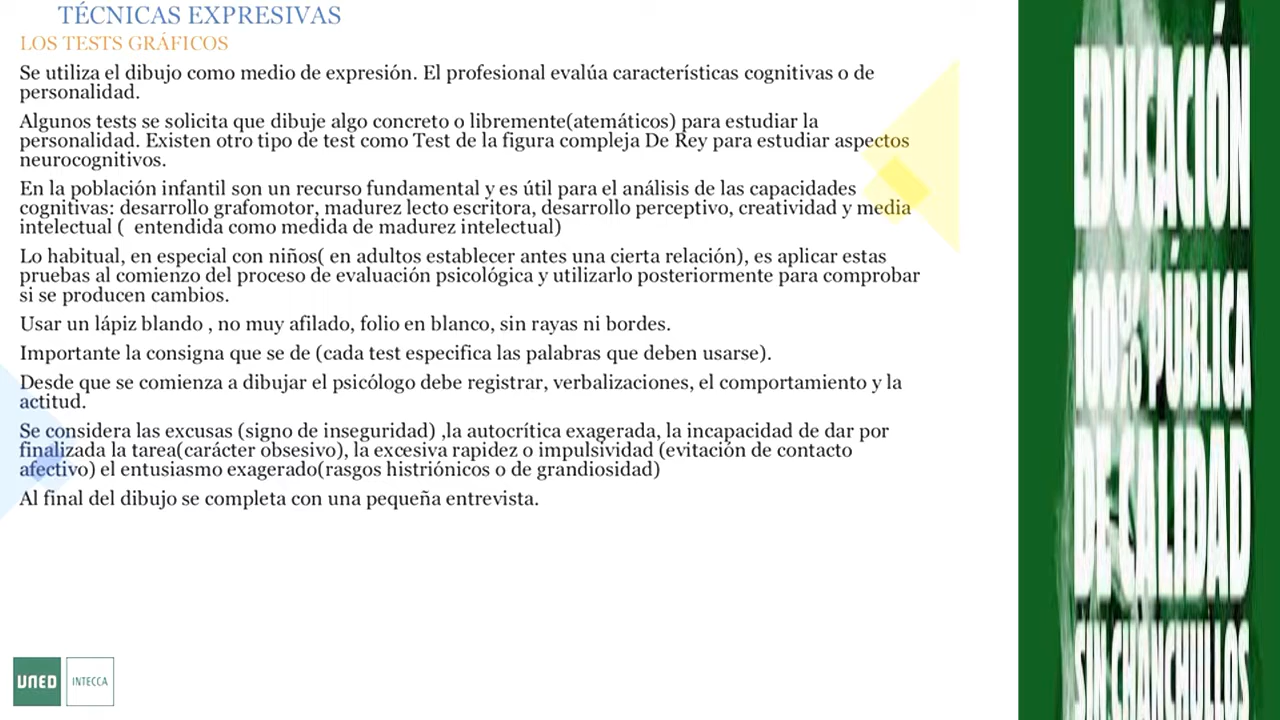 TÉCNICAS EXPRESIVAS
LOS TESTS GRÁFICOS
Se utiliza el dibujo como medio de expresión. El profesional evalúa características cognitivas o de
personalidad.
Algunos tests se solicita que dibuje algo concreto o libremente(atemáticos) para estudiar la
personalidad. Existen otro tipo de test como Test de la figura compleja De Rey para estudiar aspectos
neurocognitivos.
En la población infantil son un recurso fundamental y es útil para el análisis de las capacidades
cognitivas: desarrollo grafomotor, madurez lecto escritora, desarrollo perceptivo, creatividad y media
intelectual ( entendida como medida de madurez intelectual)
Lo habitual, en especial con niños( en adultos establecer antes una cierta relación), es aplicar estas
pruebas al comienzo del proceso de evaluación psicológica y utilizarlo posteriormente para comprobar
si se producen cambios.
Usar un lápiz blando , no muy afilado, folio en blanco, sin rayas ni bordes.
Importante la consigna que se de (cada test especifica las palabras que deben usarse).
Desde que se comienza a dibujar el psicólogo debe registrar, verbalizaciones, el comportamiento y la
actitud.
Se considera las excusas (signo de inseguridad) ,la autocrítica exagerada, la incapacidad de dar por
finalizada la tarea(carácter obsesivo), la excesiva rapidez o impulsividad (evitación de contacto
afectivo) el entusiasmo exagerado(rasgos histriónicos o de grandiosidad)
Al final del dibujo se completa con una pequeña entrevista.
UNED
INTECCA
EDUCACIÓN
100% PÚBLICA
DE CALIDAD
SIN CHANCHULLOS